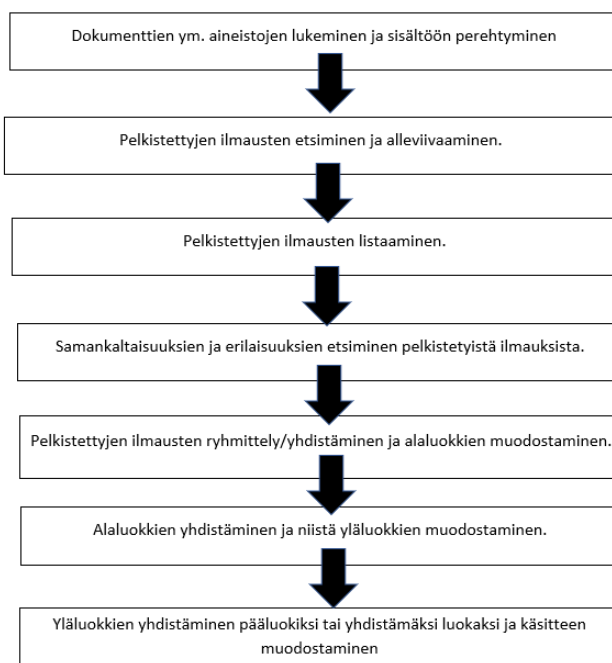 Dokumenttien ym. aineistojen lukeminen ja sisältöön perehtyminen
Pelkistettyjen ilmausten etsiminen ja alleviivaaminen.
Pelkistettyjen ilmausten listaaminen.
Samankaltaisuuksien ja erilaisuuksien etsiminen pelkistetyistä ilmauksista.
Pelkistettyjen ilmausten ryhmittely/yhdistäminen ja alaluokkien muodostaminen.
Alaluokkien yhdistäminen ja niistä yläluokkien muodostaminen.
Yläluokkien yhdistäminen pääluokiksi tai yhdistämäksi luokaksi ja käsitteen
muodostaminen